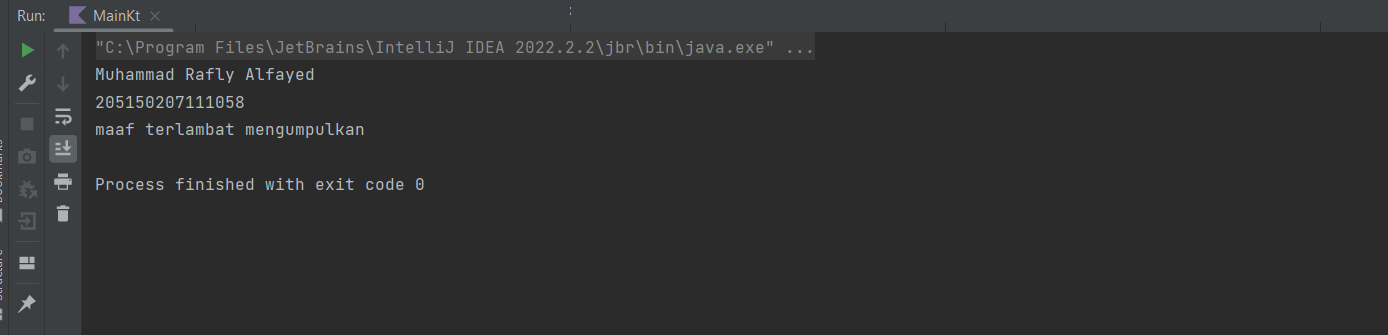 Run: MainKt
"C:\Program Files\JetBrains\IntelliJ IDEA 2022.2.2\jbr\bin\java.exe" ...
Muhammad Rafly Alfayed
205150207111058
maaf terlambat mengumpulkan
Process finished with exit code 0